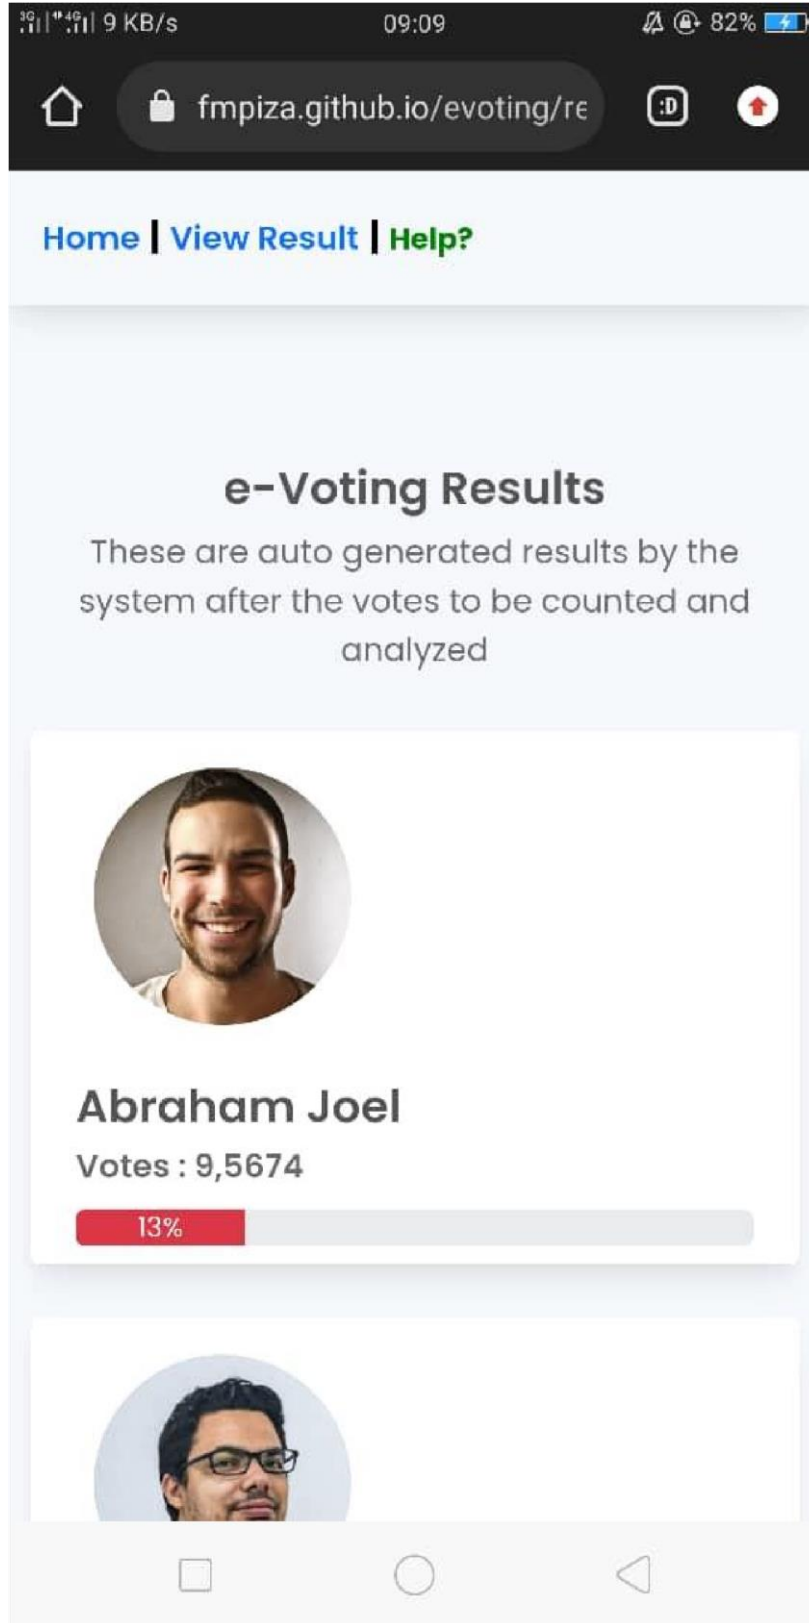 9 KB/s 09:09 82%
fmpiza.github.io/evoting/re :D
Home | View Result | Help?
e-Voting Results
These are auto generated results by the
system after the votes to be counted and
analyzed
Abraham Joel
Votes : 9,5674
13%